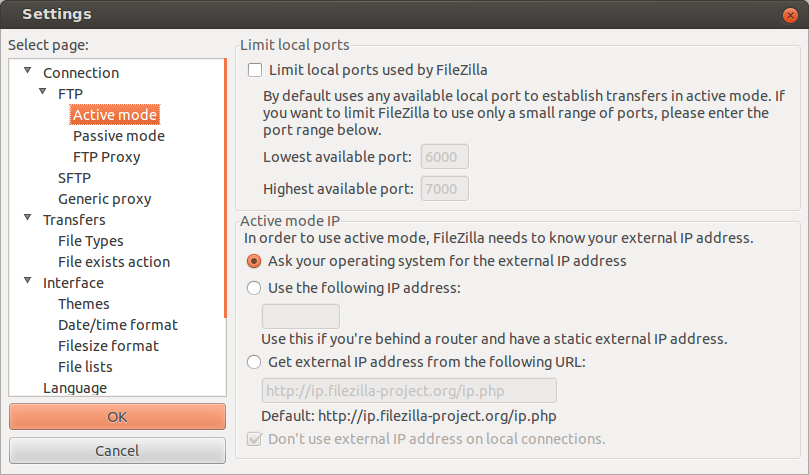 Settings
Select page:
Connection
FTP
Active mode
Passive mode
FTP Proxy
SFTP
Generic proxy
Transfers
File Types
File exists action
Interface
Themes
Date/time format
Filesize format
File lists
Language
OK
Cancel
Limit local ports
Limit local ports used by FileZilla
By default uses any available local port to establish transfers in active mode. If
you want to limit FileZilla to use only a small range of ports, please enter the
port range below.
Lowest available port: 6000
Highest available port: 7000
Active mode IP
In order to use active mode, FileZilla needs to know your external IP address.
Ask your operating system for the external IP address
Use the following IP address:
Use this if you're behind a router and have a static external IP address.
Get external IP address from the following URL:
http://ip.filezilla-project.org/ip.php
Default: http://ip.filezilla-project.org/ip.php
Don't use external IP address on local connections.